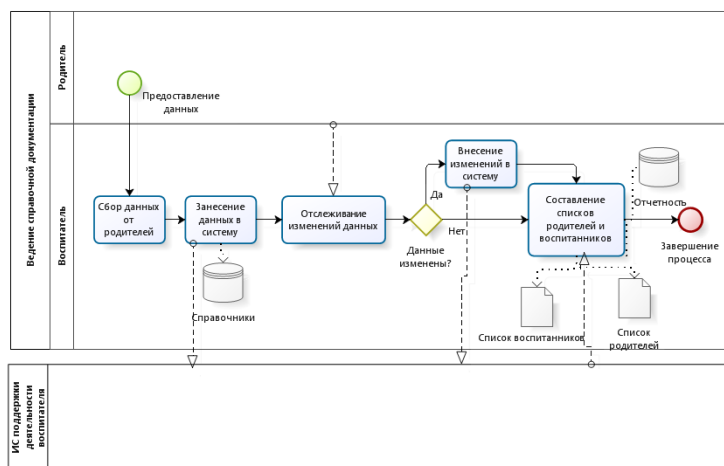 Ведение справочной документации
Родитель
Предоставление
данных
Воспитатель
Сбор данных
от
родителей
Занесение
данных в
систему
Справочники
Отслеживание
изменений данных
Данные
изменены?
Да
Нет
Внесение
изменений в
систему
Составление
списков
родителей и
воспитанников
Отчетность
Завершение
процесса
Список воспитанников
Список
родителей
ИС поддержки
деятельности
воспитателя